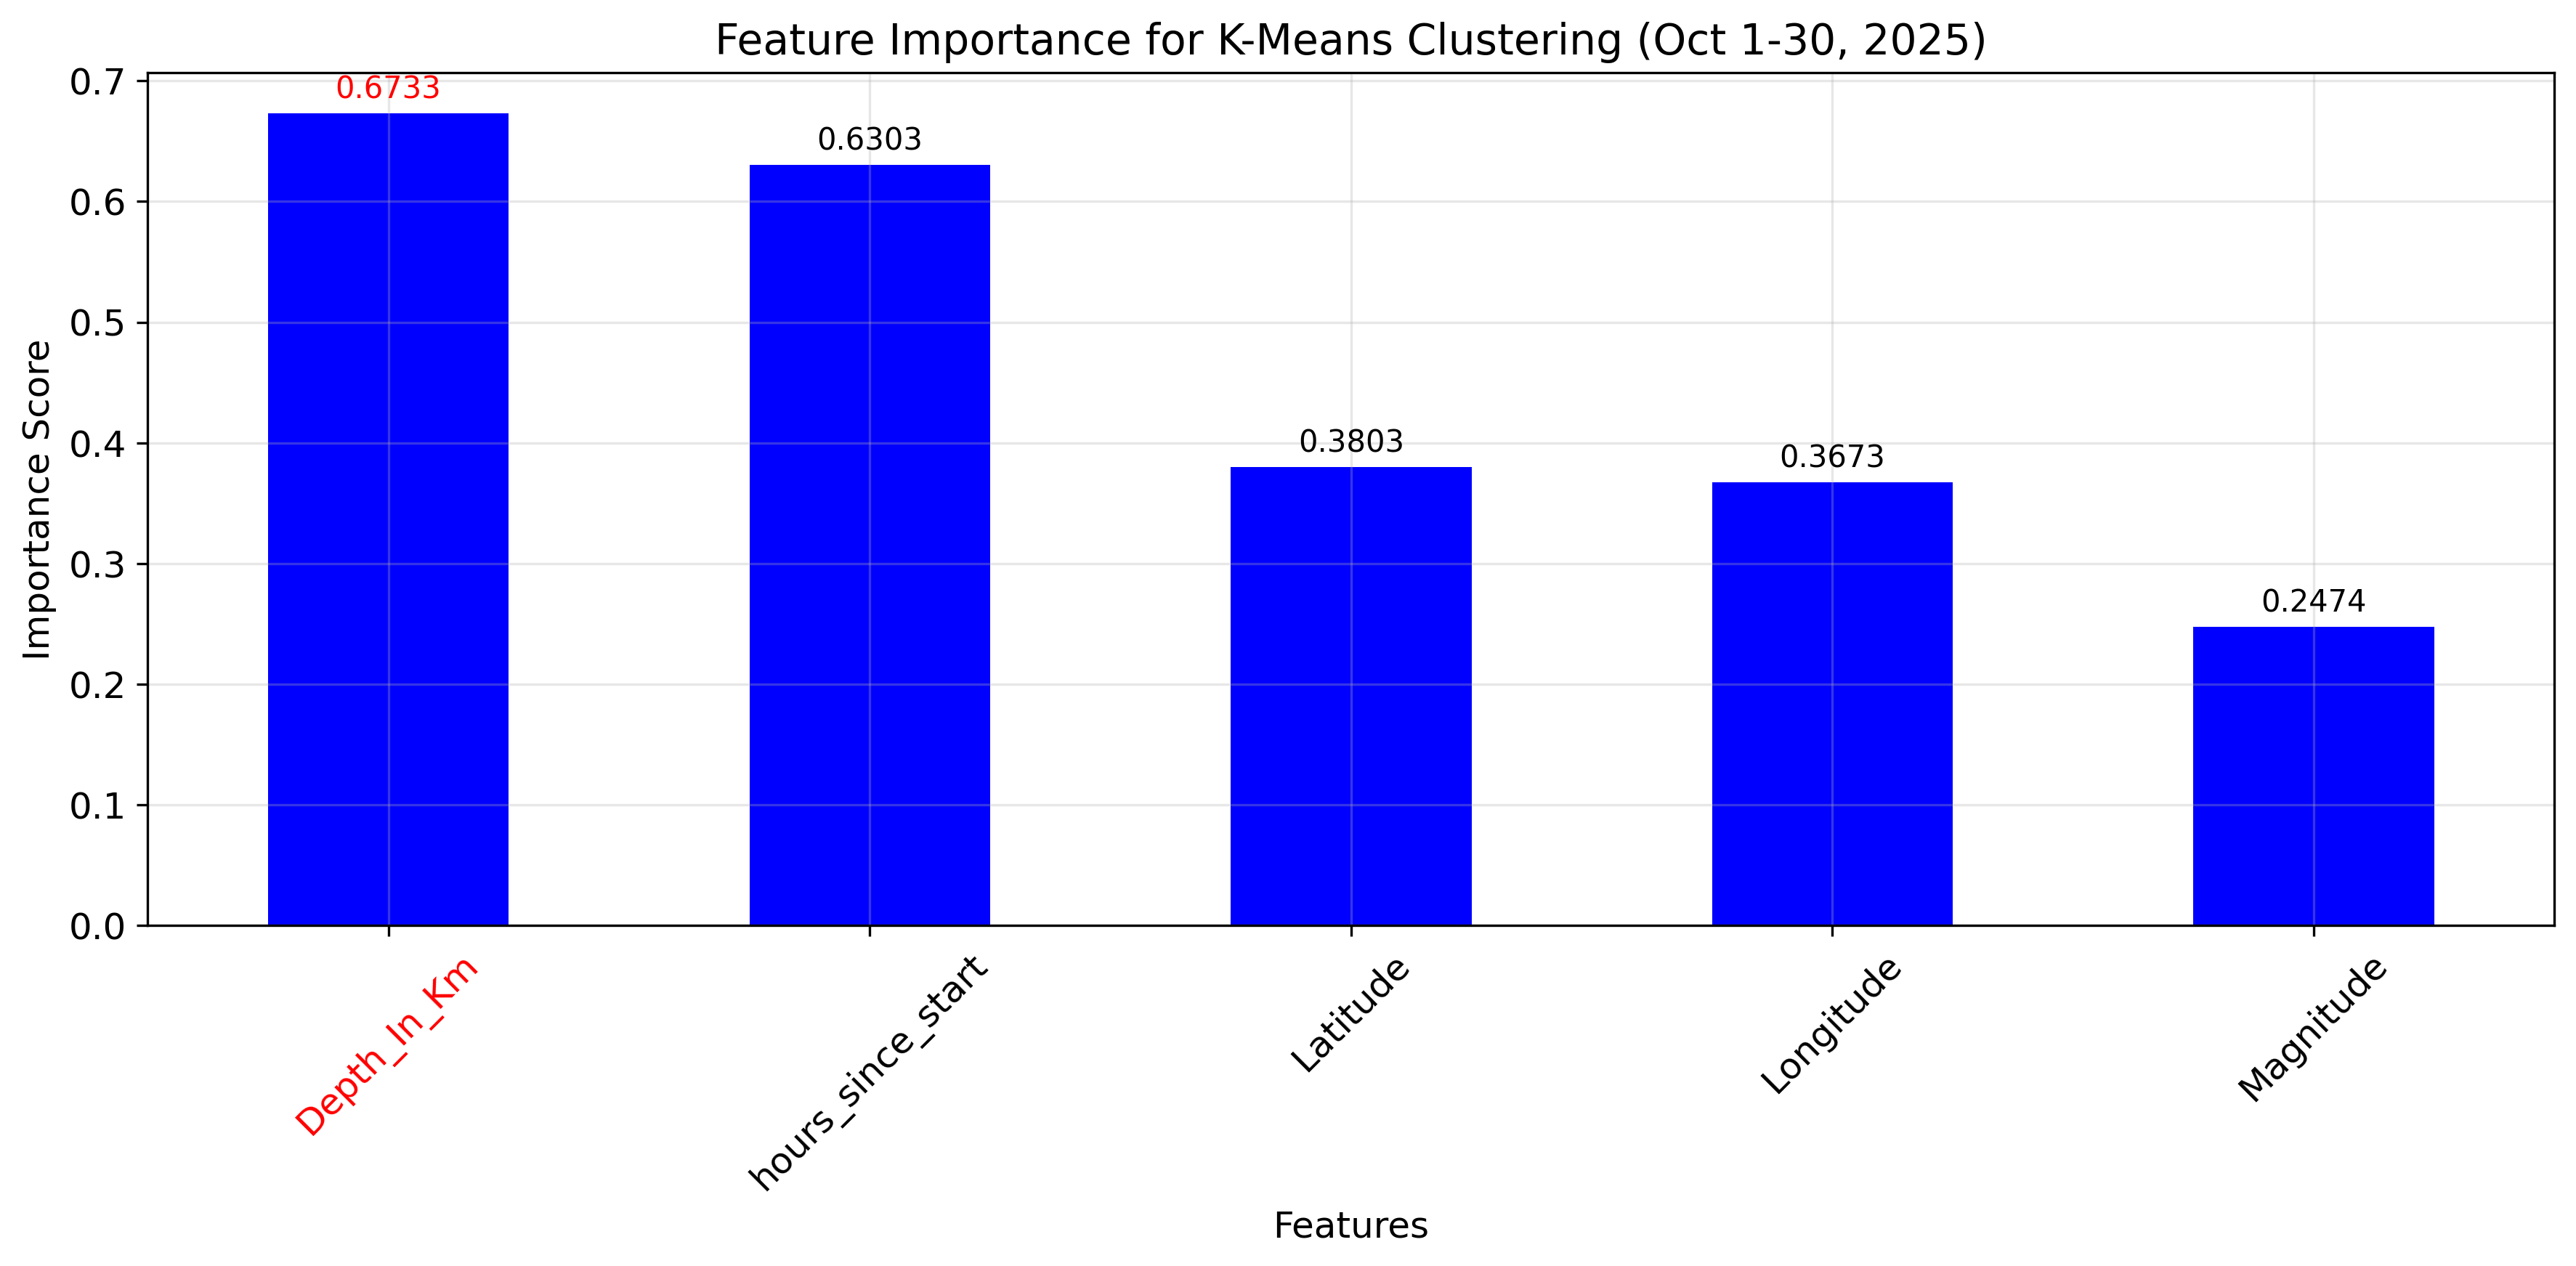 Feature Importance for K-Means Clustering (Oct 1-30, 2025)
Importance Score
0.7
0.6
0.5
0.4
0.3
0.2
0.1
0.0
0.6733
0.6303
0.3803
0.3673
0.2474
Depth_In_Km
hours_since_start
Latitude
Longitude
Magnitude
Features